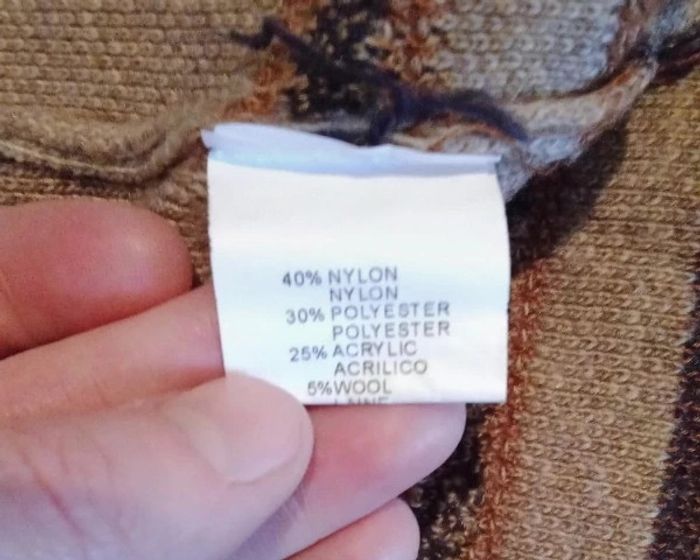 40% NYLON
NYLON
30% POLYESTER
POLYESTER
25% ACRYLIC
ACRILICO
5% WOOL